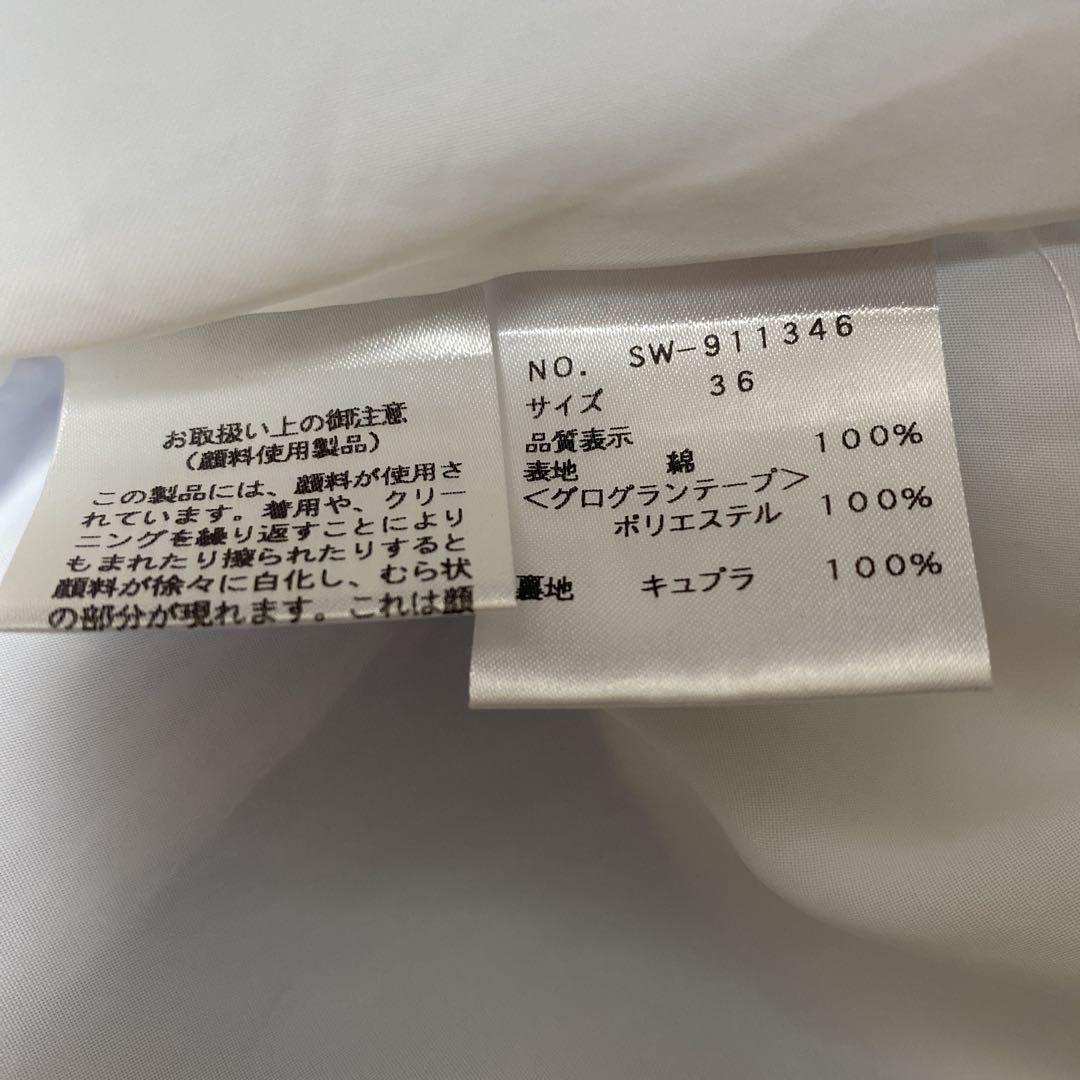 お取扱い上の御注意
(顔料使用製品)
この製品には、顔料が使用さ
れています。着用や、クリー
ニングを繰り返すことにより
もまれたり擦られたりすると
顔料が徐々に白化し、むら状
の部分が現れます。これは顔
NO. SW-911346
サイズ 36
品質表示
表地 綿 100%
<グログランテープ>
ポリエステル 100%
裏地 キュプラ 100%